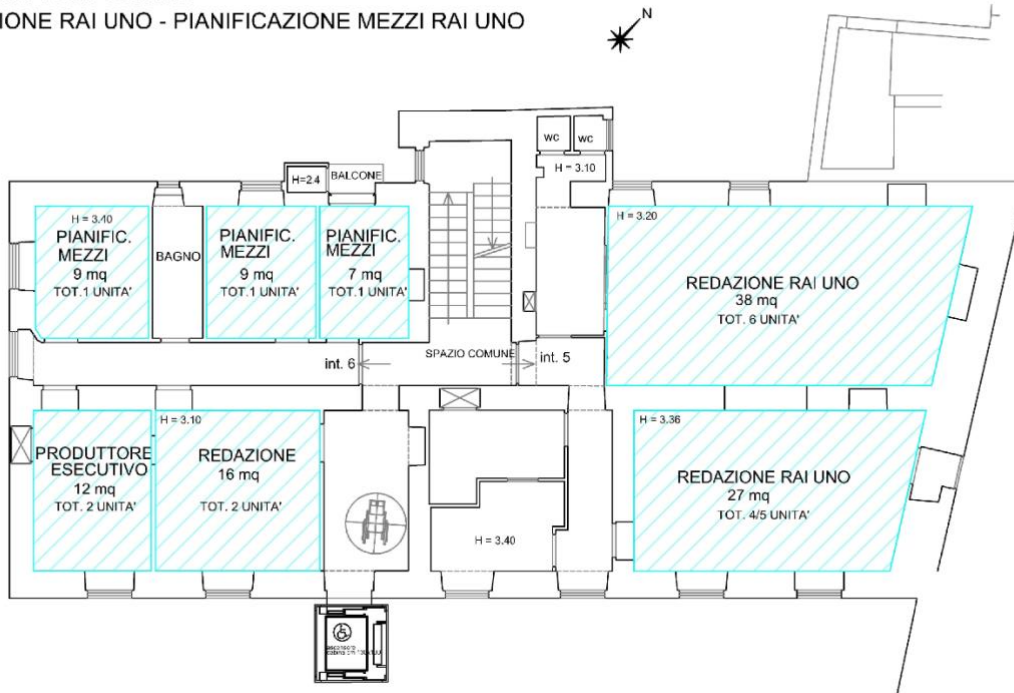 IONE RAI UNO - PIANIFICAZIONE MEZZI RAI UNO
N
wc
wc
H = 3.10
H=2.4
BALCONE
H = 3.40
PIANIFIC.
MEZZI
9 mq
TOT.1 UNITA'
BAGNO
PIANIFIC.
MEZZI
9 mq
TOT.1 UNITA'
PIANIFIC.
MEZZI
7 mq
TOT.1 UNITA'
H = 3.20
REDAZIONE RAI UNO
38 mq
TOT. 6 UNITA'
int. 6
SPAZIO COMUNE
int. 5
PRODUTTORE
ESECUTIVO
12 mq
TOT. 2 UNITA'
H = 3.10
REDAZIONE
16 mq
TOT. 2 UNITA'
H = 3.40
H = 3.36
REDAZIONE RAI UNO
27 mq
TOT. 4/5 UNITA'